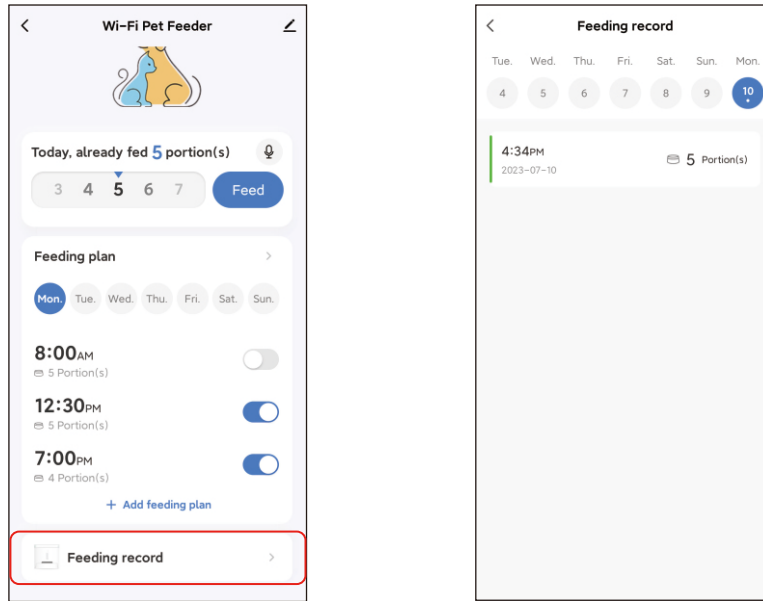 Wi-Fi Pet Feeder
Today, already fed 5 portion(s)
3 4 5 6 7 Feed
Feeding plan
Mon. Tue. Wed. Thu. Fri. Sat. Sun.
8:00AM
5 Portion(s)
12:30PM
5 Portion(s)
7:00PM
4 Portion(s)
+ Add feeding plan
Feeding record
Feeding record
Tue. Wed. Thu. Fri. Sat. Sun. Mon.
4 5 6 7 8 9 10
4:34PM
5 Portion(s)
2023-07-10